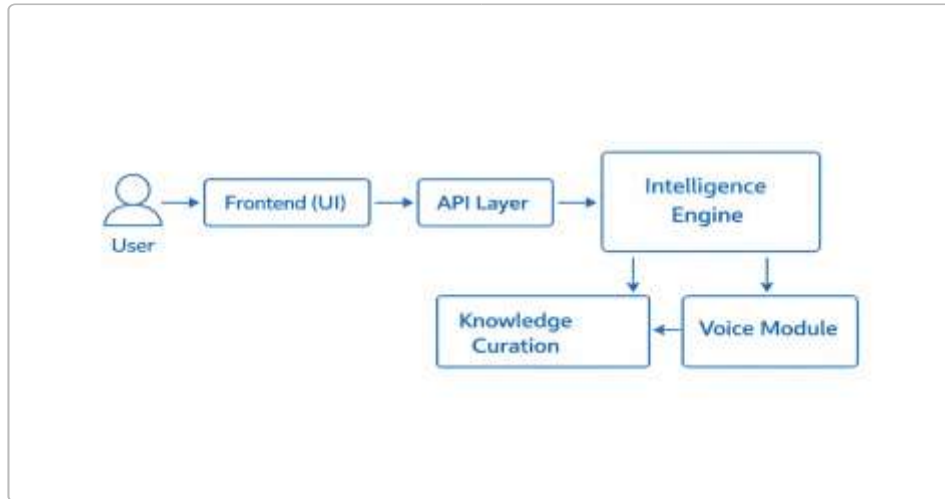 User
Frontend (UI)
API Layer
Intelligence
Engine
Knowledge
Curation
Voice Module